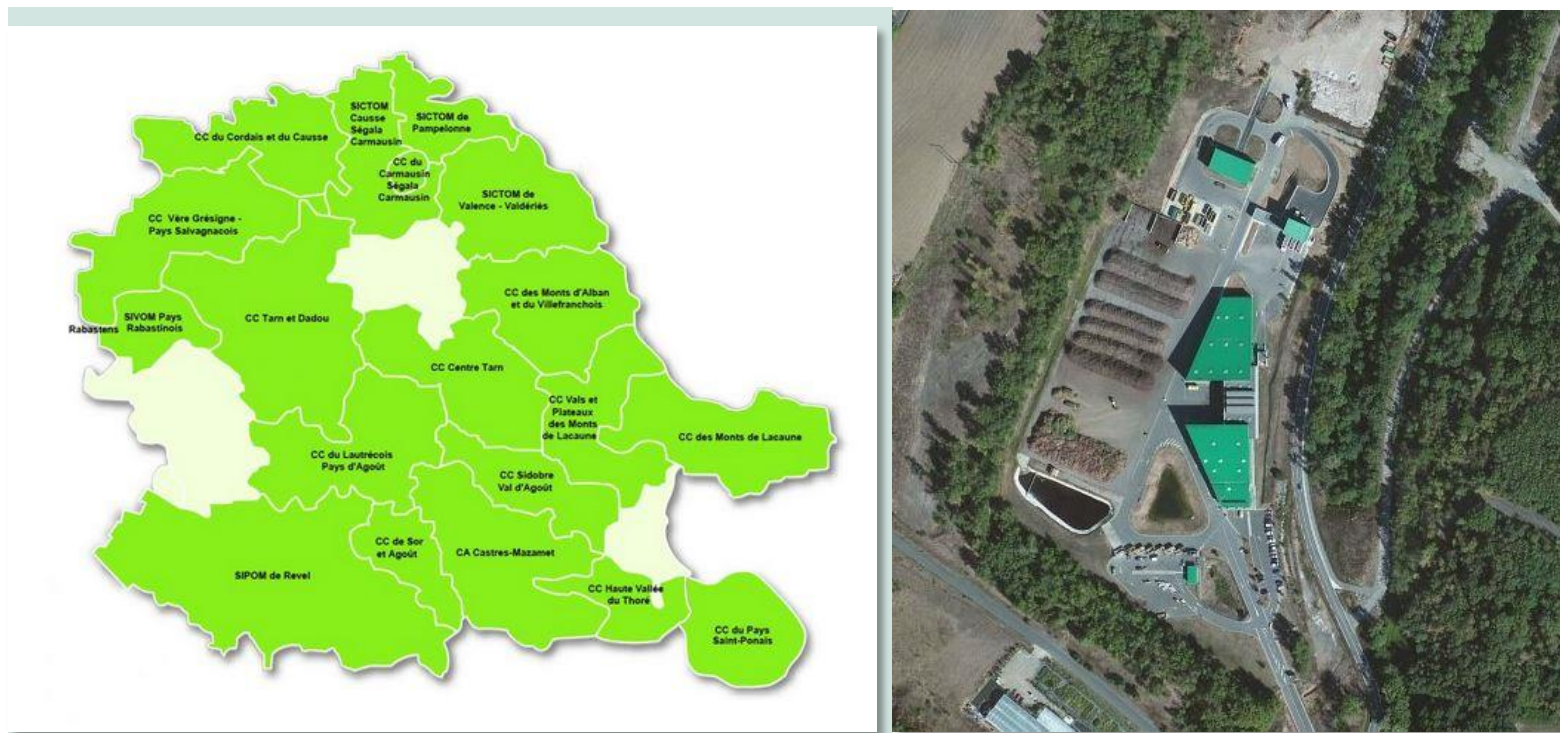 SICTOM
Causse
Ségala
Carmausin
SICTOM de
Pampelonne
CC du Cordais et du Causse
CC du
Carmausin
Ségala
Carmausin
SICTOM de
Valence - Valdériès
CC Vère Grésigne -
Pays Salvagnacois
CC des Monts d'Alban
et du Villefranchois
SIVOM Pays
Rabastinois
Rabastens
CC Tarn et Dadou
CC Centre Tarn
CC Vals et
Plateaux
des Monts
de Lacaune
CC des Monts de Lacaune
CC du Lautrécois
Pays d'Agoût
CC Sidobre
Val d'Agoût
CC de Sor
et Agoût
CA Castres-Mazamet
SIPOM de Revel
CC Haute Vallée
du Thoré
CC du Pays
Saint-Ponais